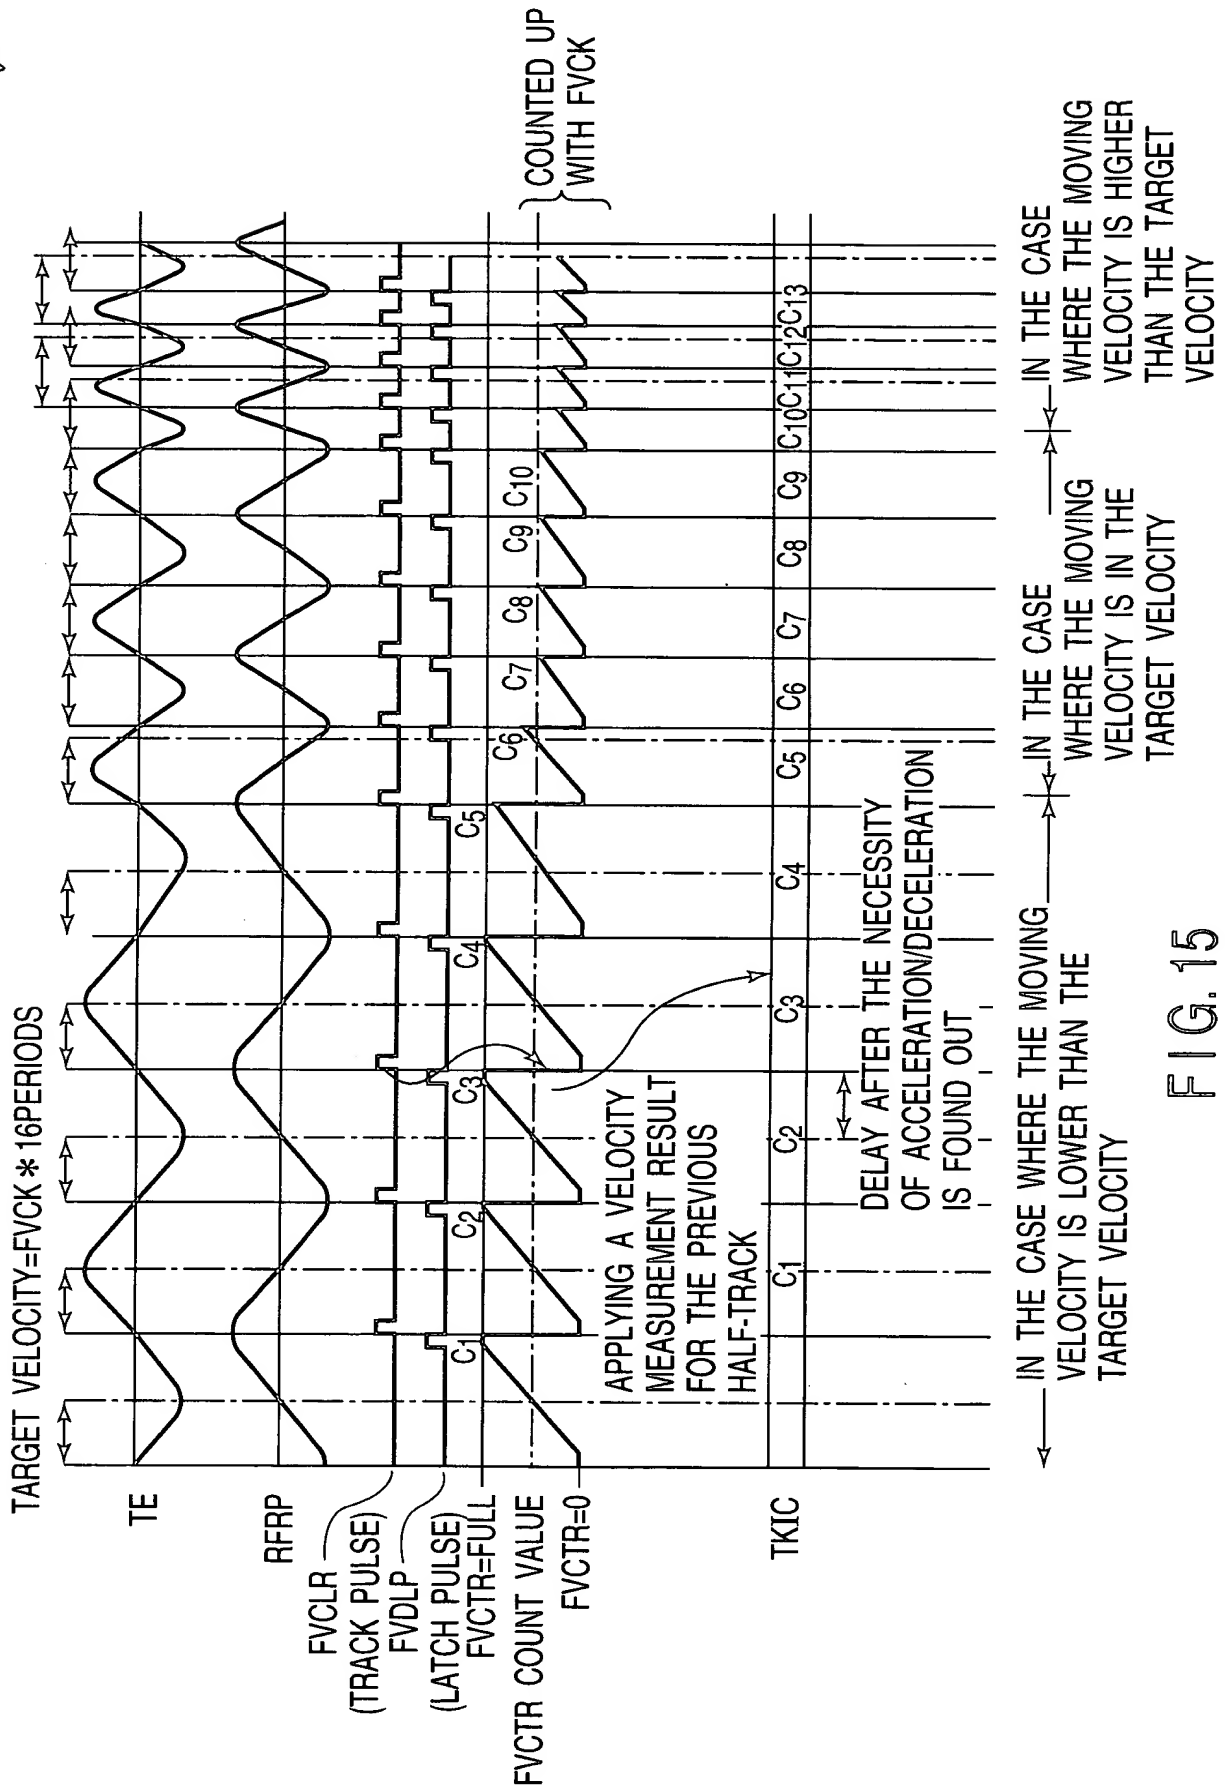 TARGET VELOCITY=FVCK*16PERIODS
TE
RFRP
FVCLR
(TRACK PULSE)
FVDLP
(LATCH PULSE)
FVCTR=FULL
FVCTR COUNT VALUE
FVCTR=0
C1
C2
C3
C4
C5
C6
C7
C8
C9
C10
COUNTED UP
WITH FVCK
APPLYING A VELOCITY
MEASUREMENT RESULT
FOR THE PREVIOUS
HALF-TRACK
TKIC
C1
C2
C3
C4
C5
C6
C7
C8
C9
C10
C11
C12
C13
DELAY AFTER THE NECESSITY
OF ACCELERATION/DECELERATION
IS FOUND OUT
IN THE CASE WHERE THE MOVING
VELOCITY IS LOWER THAN THE
TARGET VELOCITY
IN THE CASE
WHERE THE MOVING
VELOCITY IS IN THE
TARGET VELOCITY
IN THE CASE
WHERE THE MOVING
VELOCITY IS HIGHER
THAN THE TARGET
VELOCITY
FIG. 15